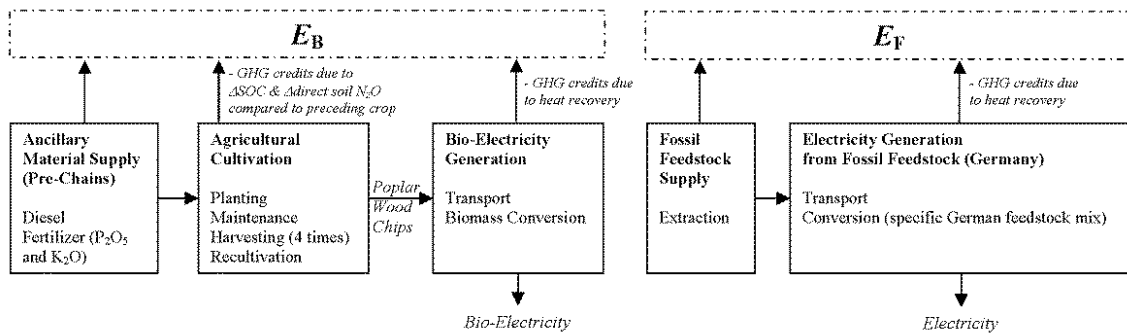 E_B
E_F
- GHG credits due to
ΔSOC & Δdirect soil N₂O
compared to preceding crop
- GHG credits due
to heat recovery
- GHG credits due
to heat recovery
Ancillary
Material Supply
(Pre-Chains)
Diesel
Fertilizer (P₂O₅
and K₂O)
Agricultural
Cultivation
Planting
Maintenance
Harvesting (4 times)
Recultivation
Poplar
Wood
Chips
Bio-Electricity
Generation
Transport
Biomass Conversion
Bio-Electricity
Fossil
Feedstock
Supply
Extraction
Electricity Generation
from Fossil Feedstock (Germany)
Transport
Conversion (specific German feedstock mix)
Electricity